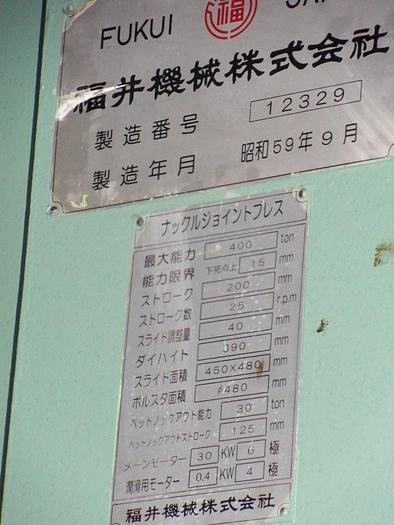 FUKUI
福
福井機械株式会社
製造番号 12329
製造年月 昭和59年9月
ナックルジョイントプレス
最大能力 400 ton
能力限界 下死点上 15 mm
ストローク 200 mm
ストローク数 25 r.p.m
スライド調整量 40 mm
ダイハイト 390 mm
スライド面積 450×480 mm
ボルスタ面積 480 mm
ベッドノックアウト能力 30 ton
ベッドノックアウトストローク 125 mm
メーンモーター 30 KW 6 極
潤滑用モーター 0.4 KW 4 極
福井機械株式会社